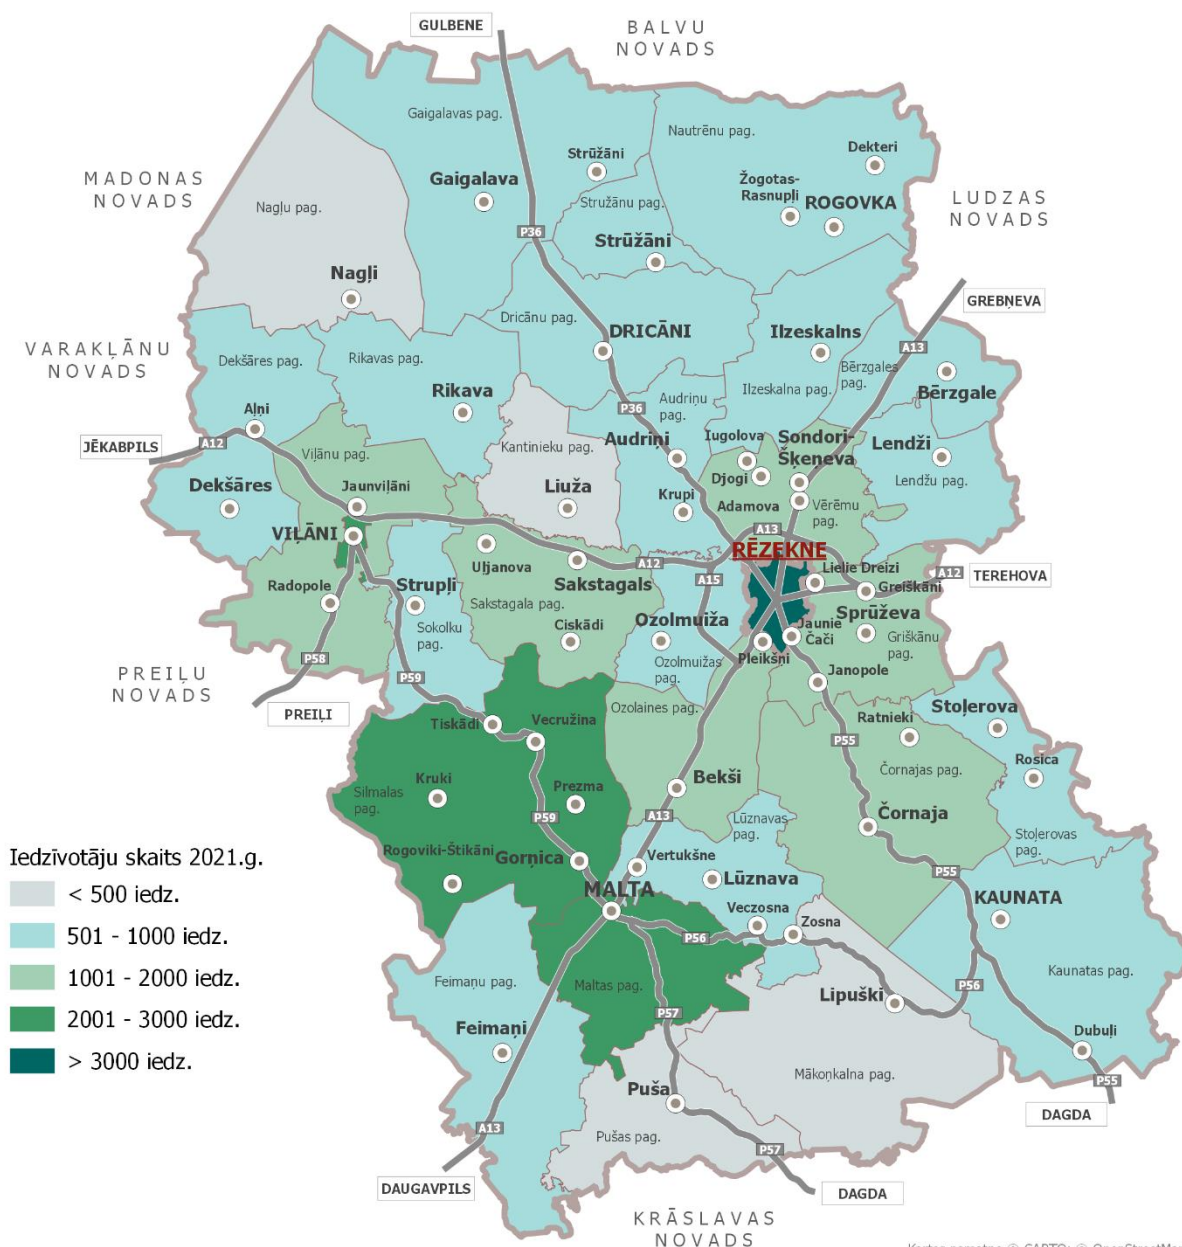 GULBENE
BALVU
NOVADS
Gaigalavas pag.
Nautrēnu pag.
Strūžāni
Dekteri
MADONAS
NOVADS
Gaigalava
Žogotas-
Rasnupļi
ROGOVKA
LUDZAS
NOVADS
Nagļu pag.
Stružānu pag.
P36
Strūžāni
Nagļi
GREBŅEVA
Dricānu pag.
DRICĀNI
Ilzeskalns
A13
VARAKĻĀNU
NOVADS
Dekšāres pag.
Rikavas pag.
Bērzgales
pag.
Rikava
Ilzeskalna pag.
Bērzgale
Audriņu
pag.
P36
Aļņi
JĒKABPILS
A12
Viļānu pag.
Kantinieku pag.
Audriņi
Iugolova
Sondori-
Šķeņeva
Lendži
Djogi
Lendžu pag.
Dekšāres
Jaunviļāni
Liuža
Krupi
Adamova
Vērēmu
pag.
VIĻĀNI
A13
RĒZEKNE
Uļjanova
Sakstagals
A12
A15
Lielie Dreizi
A12
TEREHOVA
Radopole
Strupļi
Greiškāni
Sakstagala pag.
Sprūževa
Sokolku
pag.
Ciskādi
Ozolmuiža
Jaunie
Čači
Griškānu
pag.
P58
Ozolmuižas
pag.
Pleikšņi
PREIĻU
NOVADS
P59
Janopole
PREIĻI
Tiskādi
Vecružina
Ozolaines pag.
Ratnieki
Stoļerova
P55
Kruki
Prezma
Bekši
Čornajas pag.
Rosica
Silmalas
pag.
P59
A13
Lūznavas
pag.
Čornaja
Stoļerovas
pag.
Iedzīvotāju skaits 2021.g.
Rogoviki-Štikāni
Gorņica
Vertukšne
P55
< 500 iedz.
MALTA
Lūznava
KAUNATA
501 - 1000 iedz.
Veczosna
Zosna
P56
1001 - 2000 iedz.
Feimaņu pag.
Maltas pag.
Lipuški
P56
Kaunatas pag.
2001 - 3000 iedz.
P57
Feimaņi
Dubuļi
> 3000 iedz.
Mākoņkalna pag.
P55
Puša
DAGDA
A13
Pušas pag.
P57
DAUGAVPILS
DAGDA
KRĀSLAVAS
NOVADS